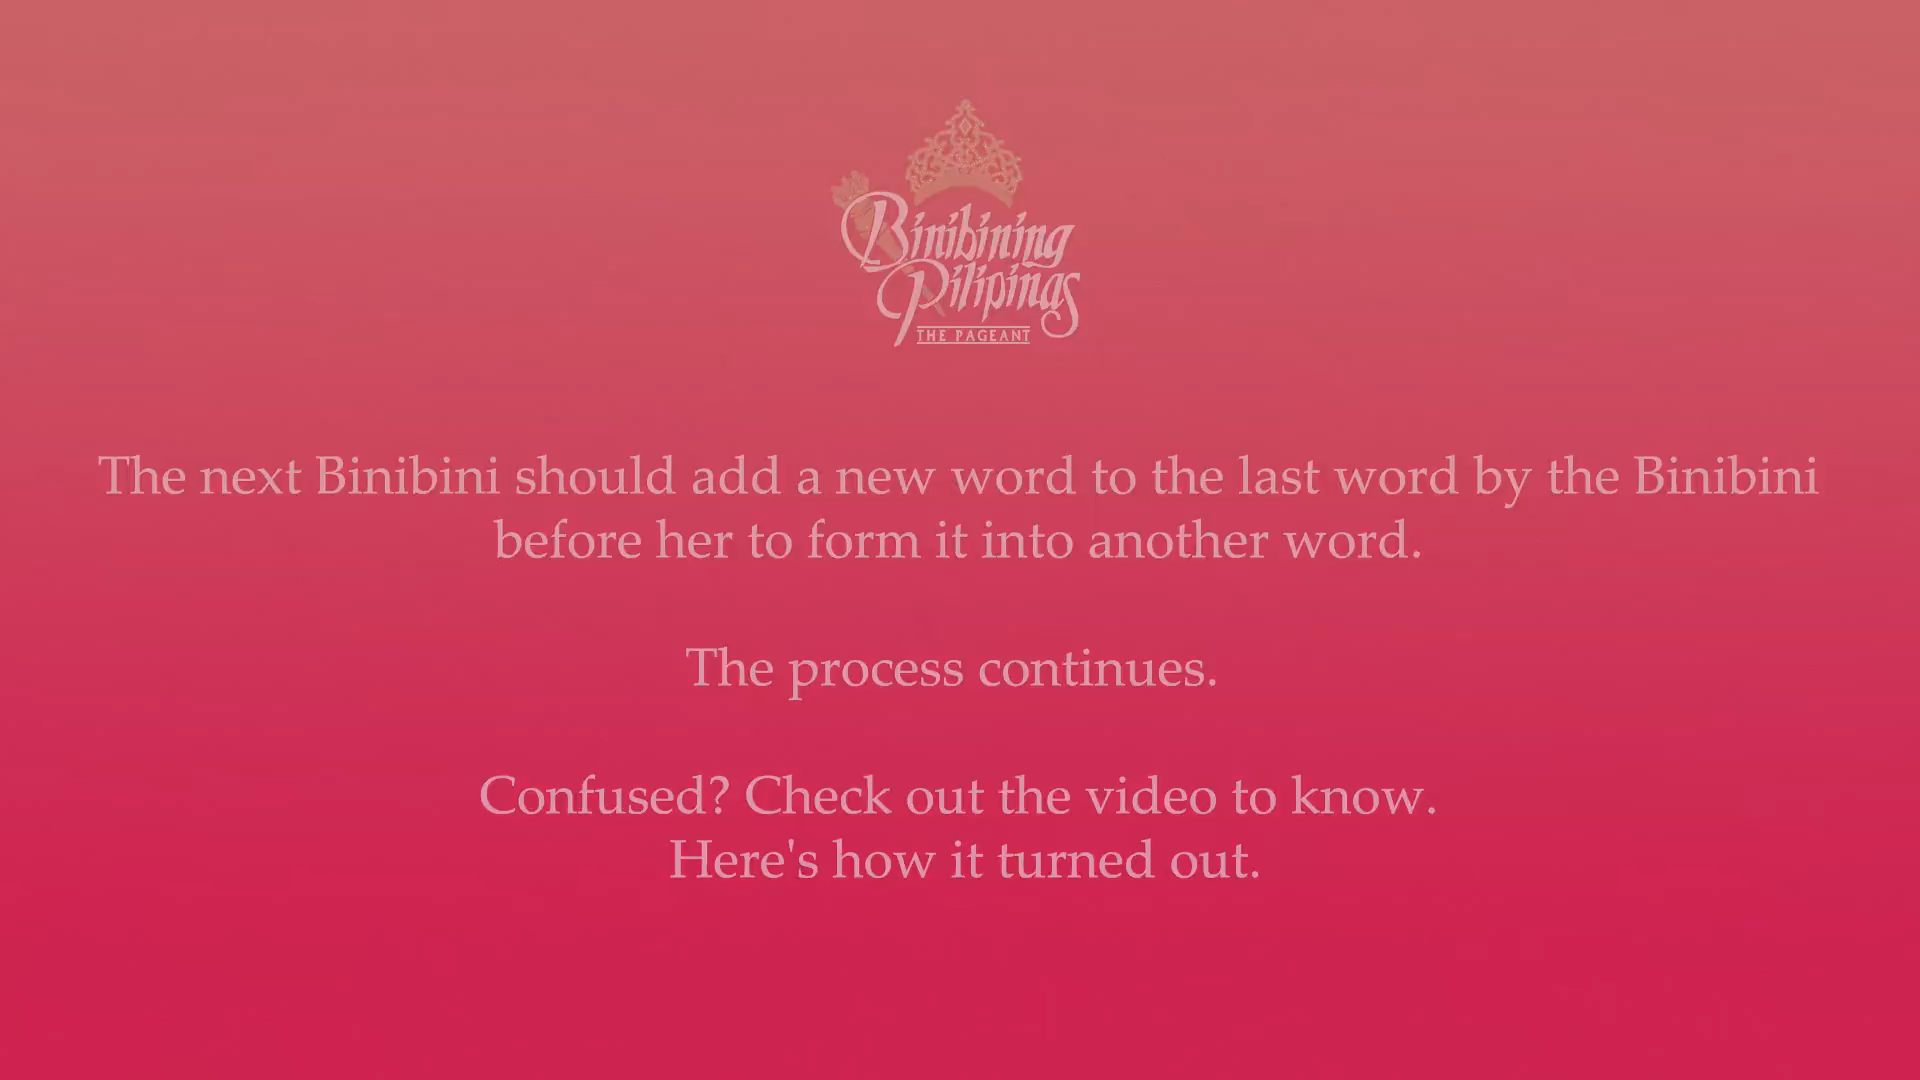 Binibining
Pilipinas
THE PAGEANT
The next Binibini should add a new word to the last word by the Binibini
before her to form it into another word.
The process continues.
Confused? Check out the video to know.
Here's how it turned out.